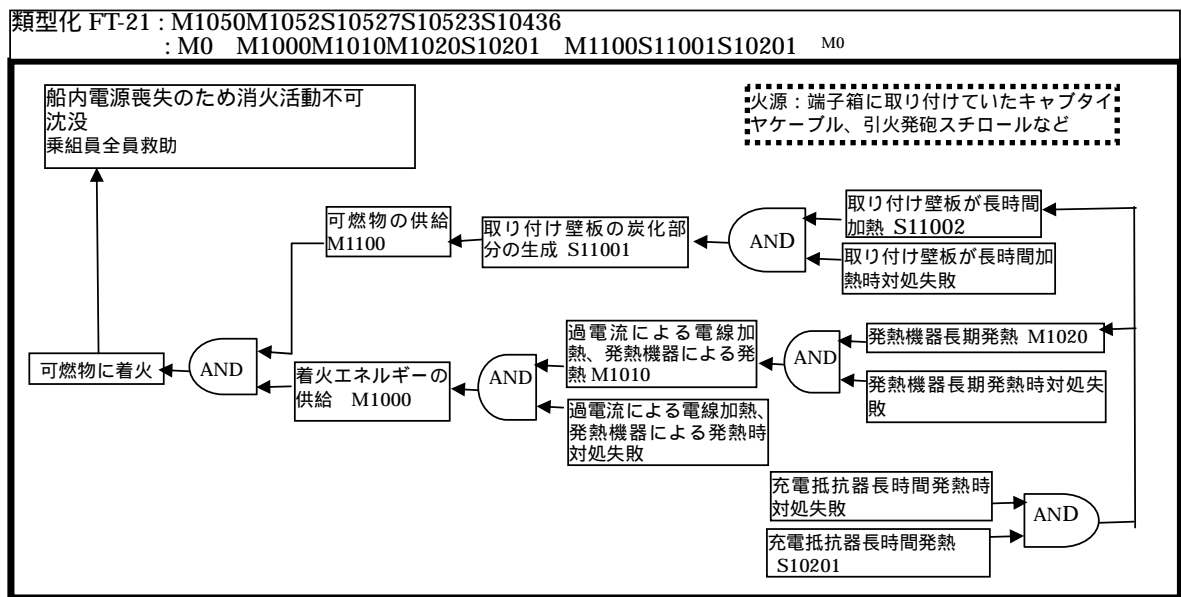 類型化 FT-21 : M1050M1052S10527S10523S10436
: M0 M1000M1010M1020S10201 M1100S11001S10201 M0
船内電源喪失のため消火活動不可
沈没
乗組員全員救助
火源：端子箱に取り付けていたキャブタイ
ヤケーブル、引火発砲スチロールなど
可燃物の供給
M1100
取り付け壁板の炭化部
分の生成 S11001
AND
取り付け壁板が長時間
加熱 S11002
取り付け壁板が長時間加
熱時対処失敗
可燃物に着火
AND
着火エネルギーの
供給 M1000
AND
過電流による電線加
熱、発熱機器による発
熱 M1010
過電流による電線加熱、
発熱機器による発熱時
対処失敗
AND
発熱機器長期発熱 M1020
発熱機器長期発熱時対処失
敗
充電抵抗器長時間発熱時
対処失敗
充電抵抗器長時間発熱
S10201
AND